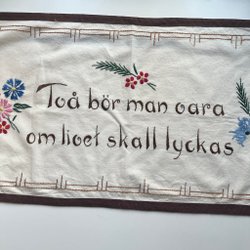 Två bör man vara
om livet skall lyckas